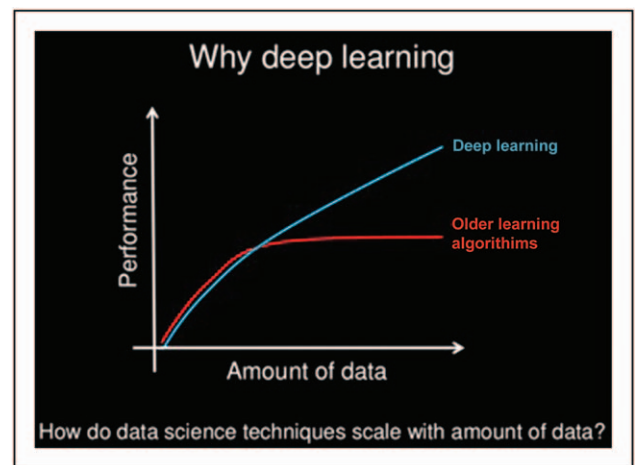 Why deep learning
Performance
Deep learning
Older learning
algorithims
Amount of data
How do data science techniques scale with amount of data?